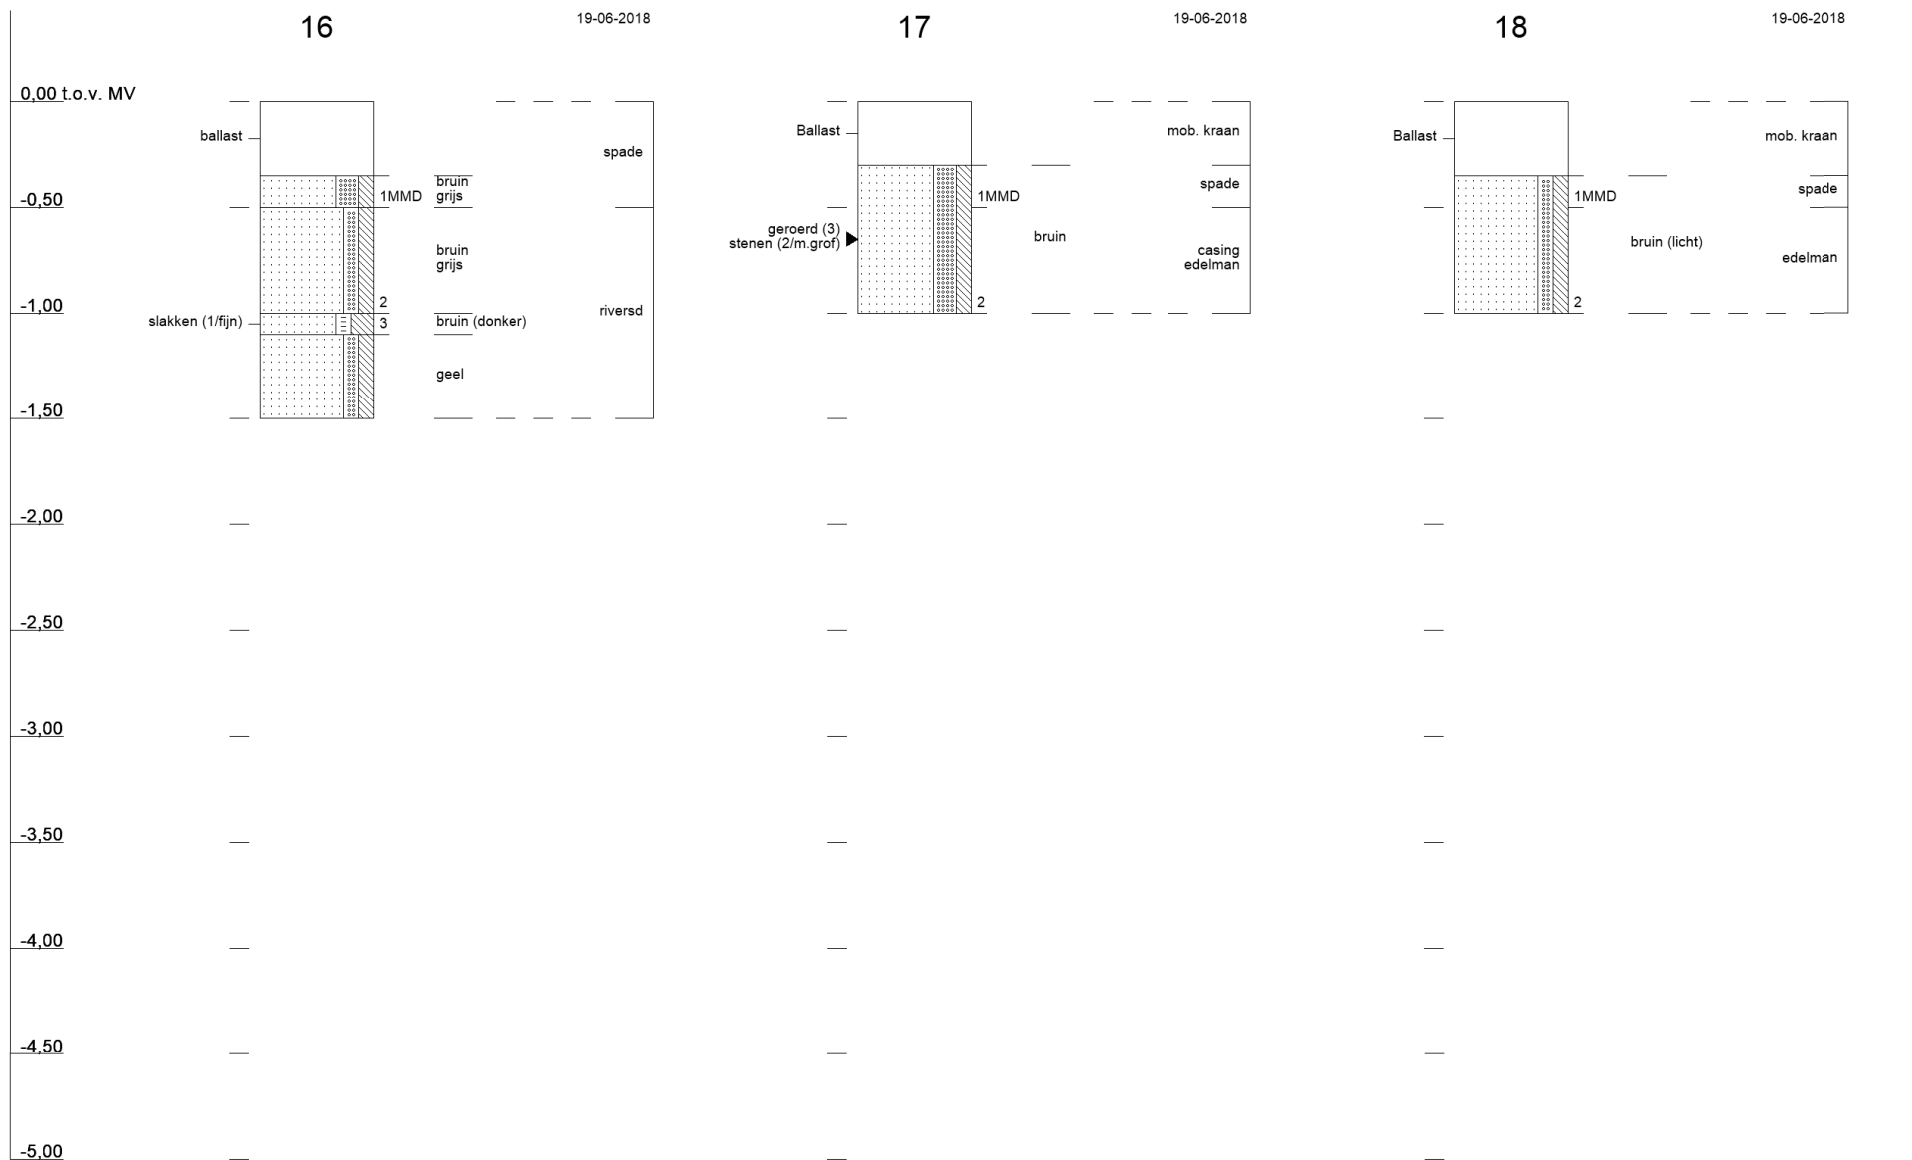 16
19-06-2018
17
19-06-2018
18
19-06-2018
0,00 t.o.v. MV
-0,50
-1,00
-1,50
-2,00
-2,50
-3,00
-3,50
-4,00
-4,50
-5,00
ballast
slakken (1/fijn)
1MMD
2
3
bruin
grijs
bruin
grijs
bruin (donker)
geel
spade
riversd
Ballast
geroerd (3)
stenen (2/m.grof)
1MMD
2
bruin
mob. kraan
spade
casing
edelman
Ballast
1MMD
2
bruin (licht)
mob. kraan
spade
edelman